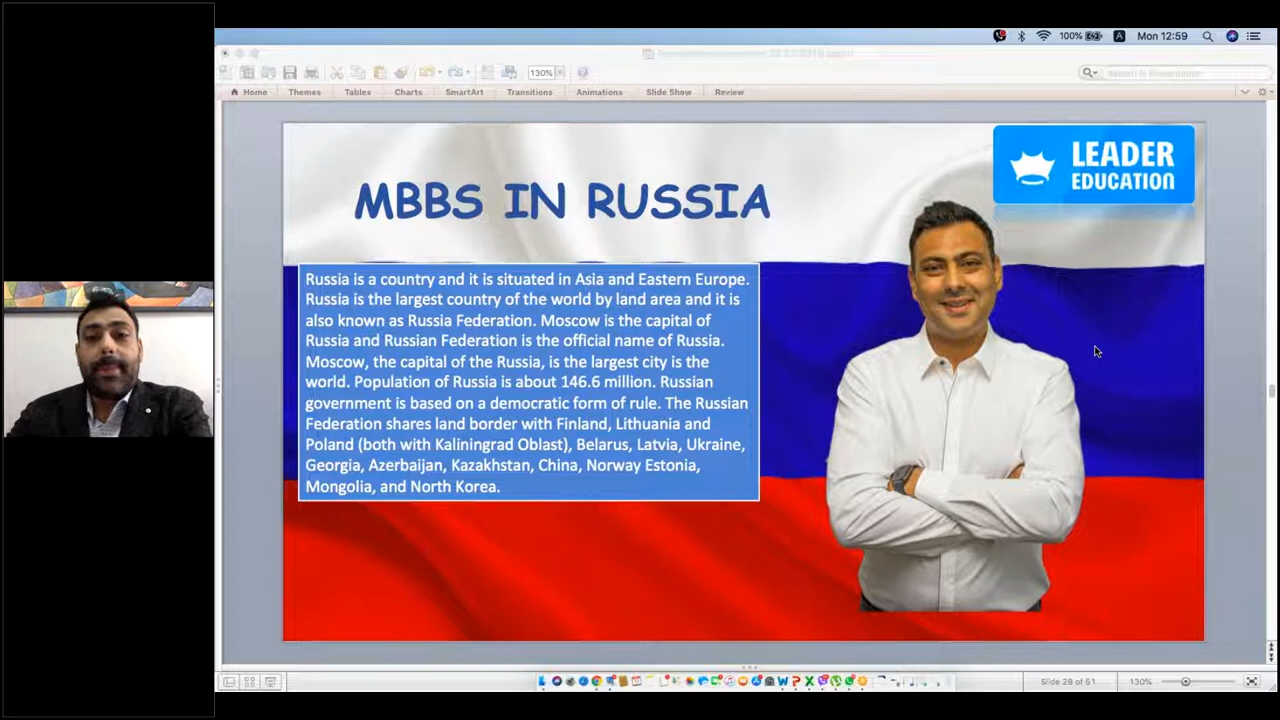 100%
A
Mon 12:59
130%
Home
Themes
Tables
Charts
SmartArt
Transitions
Animations
Slide Show
Review
LEADER
EDUCATION
MBBS IN RUSSIA
Russia is a country and it is situated in Asia and Eastern Europe.
Russia is the largest country of the world by land area and it is
also known as Russia Federation. Moscow is the capital of
Russia and Russian Federation is the official name of Russia.
Moscow, the capital of the Russia, is the largest city is the
world. Population of Russia is about 146.6 million. Russian
government is based on a democratic form of rule. The Russian
Federation shares land border with Finland, Lithuania and
Poland (both with Kaliningrad Oblast), Belarus, Latvia, Ukraine,
Georgia, Azerbaijan, Kazakhstan, China, Norway Estonia,
Mongolia, and North Korea.
Slide 28 of 51
130%